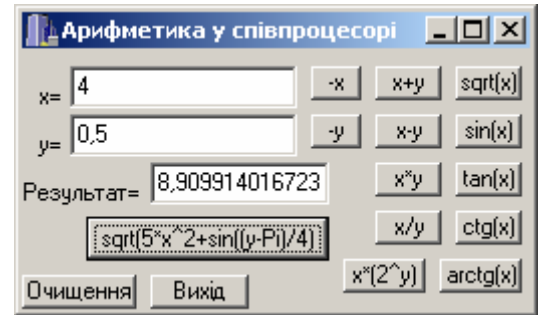 Арифметика у співпроцесорі
x= 4 -x x+y sqrt(x)
y= 0,5 -y x-y sin(x)
Результат= 8,909914016723 x*y tan(x)
sqrt(5*x^2+sin((y-Pi)/4) x/y ctg(x)
Очищення Вихід x*(2^y) arctg(x)